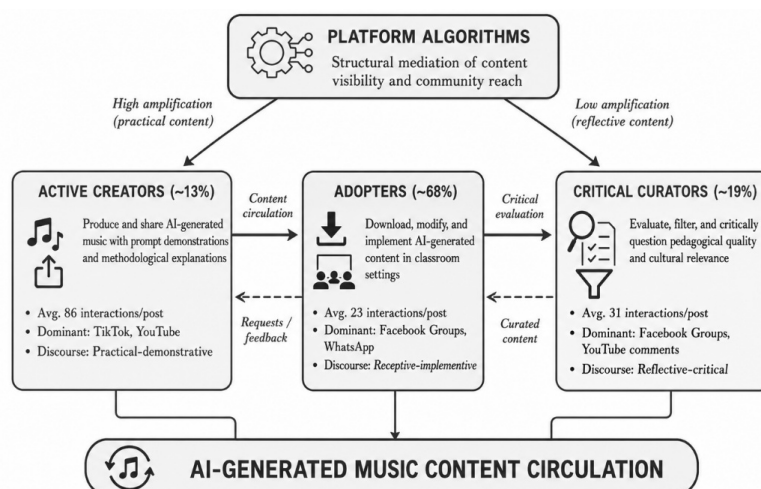 PLATFORM ALGORITHMS
Structural mediation of content
visibility and community reach
High amplification
(practical content)
Low amplification
(reflective content)
ACTIVE CREATORS (~13%)
Produce and share AI-generated
music with prompt demonstrations
and methodological explanations
• Avg. 86 interactions/post
• Dominant: TikTok, YouTube
• Discourse: Practical-demonstrative
Content
circulation
Requests /
feedback
ADOPTERS (~68%)
Download, modify, and
implement AI-generated
content in classroom
settings
• Avg. 23 interactions/post
• Dominant: Facebook Groups,
WhatsApp
• Discourse: Receptive-implementive
Critical
evaluation
Curated
content
CRITICAL CURATORS (~19%)
Evaluate, filter, and critically
question pedagogical quality
and cultural relevance
• Avg. 31 interactions/post
• Dominant: Facebook Groups,
YouTube comments
• Discourse: Reflective-critical
AI-GENERATED MUSIC CONTENT CIRCULATION